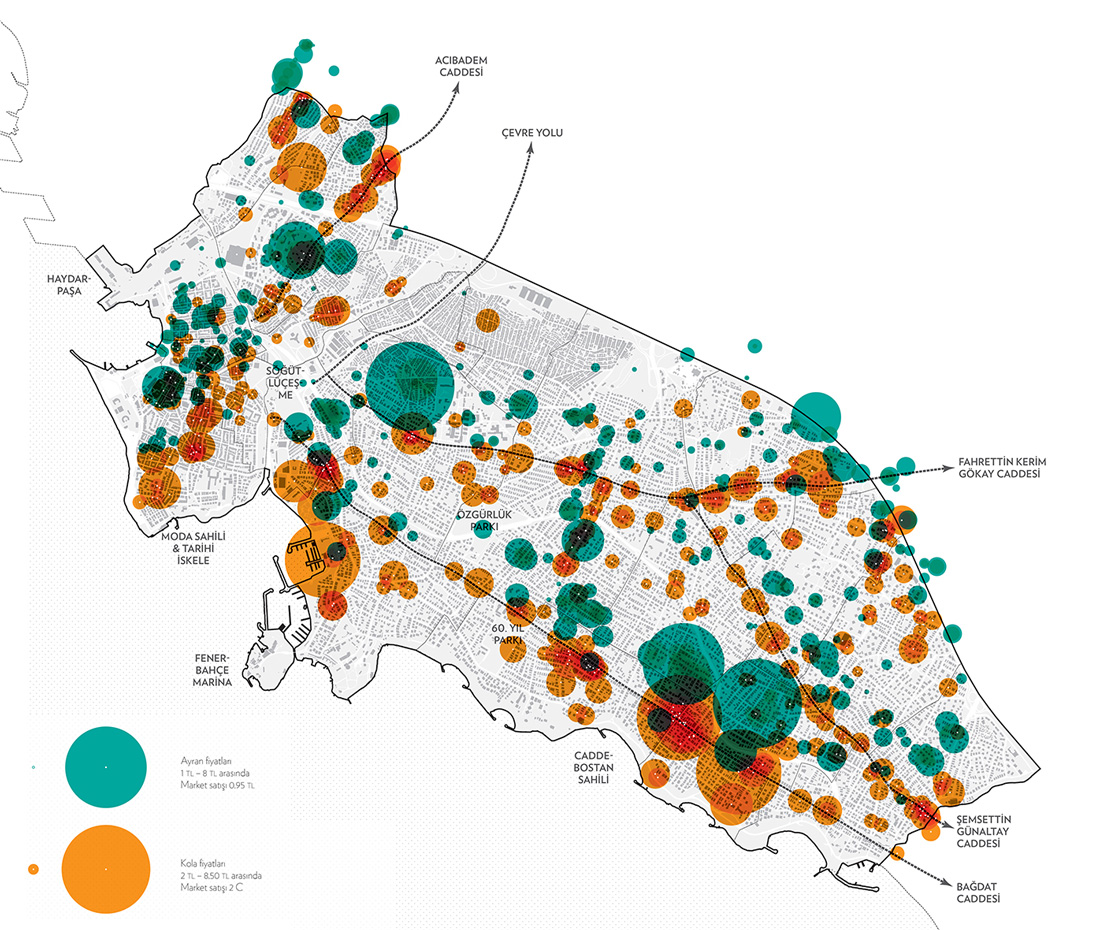 ACIBADEM
CADDESİ
ÇEVRE YOLU
HAYDAR-
PAŞA
SÖĞÜT-
LÜÇEŞ-
ME
FAHRETTİN KERİM
GÖKAY CADDESİ
ÖZGÜRLÜK
PARKI
MODA SAHİLİ
& TARİHİ
İSKELE
60. YIL
PARKI
FENER-
BAHÇE
MARİNA
CADDE-
BOSTAN
SAHİLİ
Ayran fiyatları
1 TL – 8 TL arasında
Market satışı 0.95 TL
ŞEMSETTİN
GÜNALTAY
CADDESİ
Kola fiyatları
2 TL – 8.50 TL arasında
Market satışı 2 C
BAĞDAT
CADDESİ